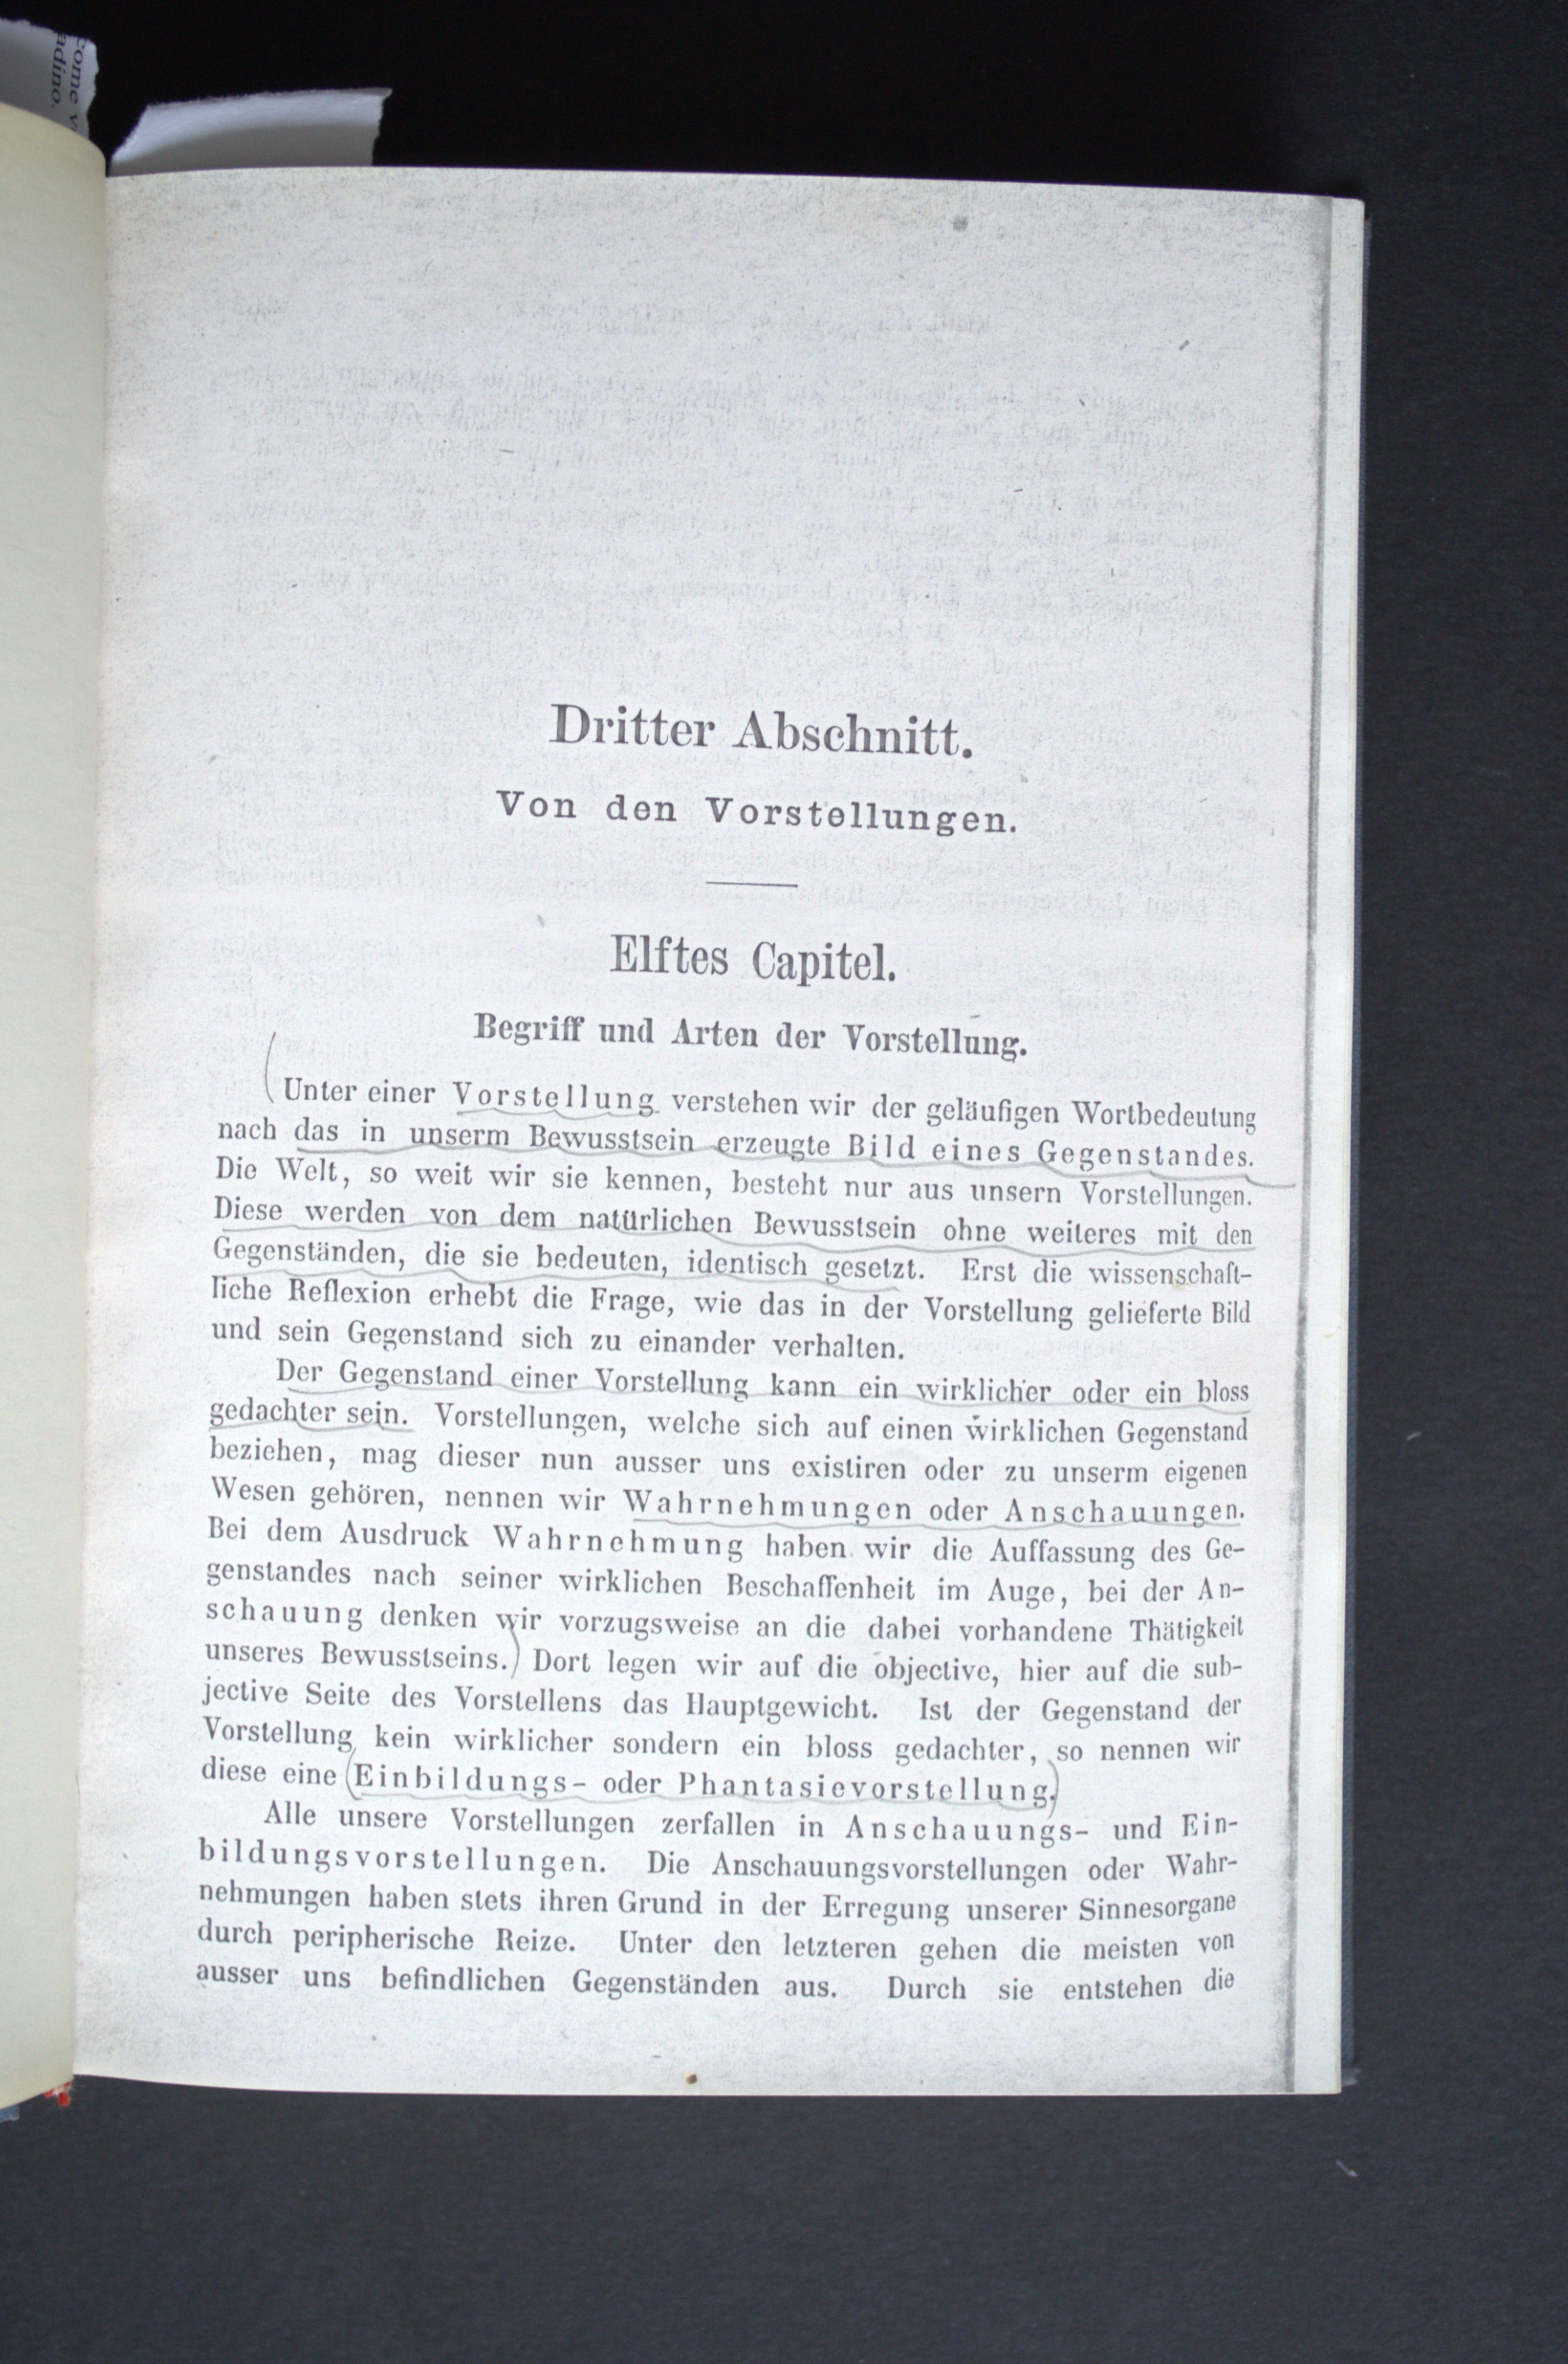 come v
adino.
Dritter Abschnitt.
Von den Vorstellungen.
Elftes Capitel.
Begriff und Arten der Vorstellung.
Unter einer Vorstellung verstehen wir der geläufigen Wortbedeutung
nach das in unserm Bewusstsein erzeugte Bild eines Gegenstandes.
Die Welt, so weit wir sie kennen, besteht nur aus unsern Vorstellungen.
Diese werden von dem natürlichen Bewusstsein ohne weiteres mit den
Gegenständen, die sie bedeuten, identisch gesetzt. Erst die wissenschaft-
liche Reflexion erhebt die Frage, wie das in der Vorstellung gelieferte Bild
und sein Gegenstand sich zu einander verhalten.
Der Gegenstand einer Vorstellung kann ein wirklicher oder ein bloss
gedachter sein. Vorstellungen, welche sich auf einen wirklichen Gegenstand
beziehen, mag dieser nun ausser uns existiren oder zu unserm eigenen
Wesen gehören, nennen wir Wahrnehmungen oder Anschauungen.
Bei dem Ausdruck Wahrnehmung haben wir die Auffassung des Ge-
genstandes nach seiner wirklichen Beschaffenheit im Auge, bei der An-
schauung denken wir vorzugsweise an die dabei vorhandene Thätigkeit
unseres Bewusstseins.) Dort legen wir auf die objective, hier auf die sub-
jective Seite des Vorstellens das Hauptgewicht. Ist der Gegenstand der
Vorstellung kein wirklicher sondern ein bloss gedachter, so nennen wir
diese eine (Einbildungs- oder Phantasievorstellung.)
Alle unsere Vorstellungen zerfallen in Anschauungs- und Ein-
bildungsvorstellungen. Die Anschauungsvorstellungen oder Wahr-
nehmungen haben stets ihren Grund in der Erregung unserer Sinnesorgane
durch peripherische Reize. Unter den letzteren gehen die meisten von
ausser uns befindlichen Gegenständen aus. Durch sie entstehen die